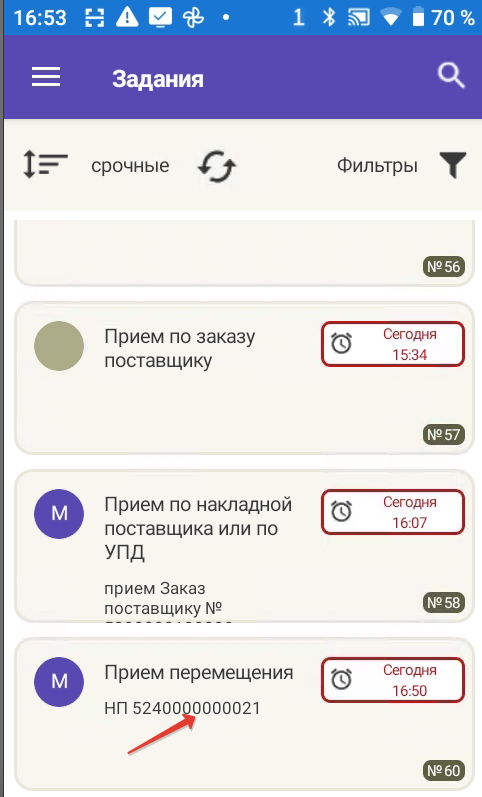 16:53 1 70 %
Задания
срочные Фильтры
№56
Прием по заказу
поставщику
Сегодня
15:34
№57
М
Прием по накладной
поставщика или по
УПД
Сегодня
16:07
прием Заказ
поставщику №
№58
М
Прием перемещения
Сегодня
16:50
НП 5240000000021
№60